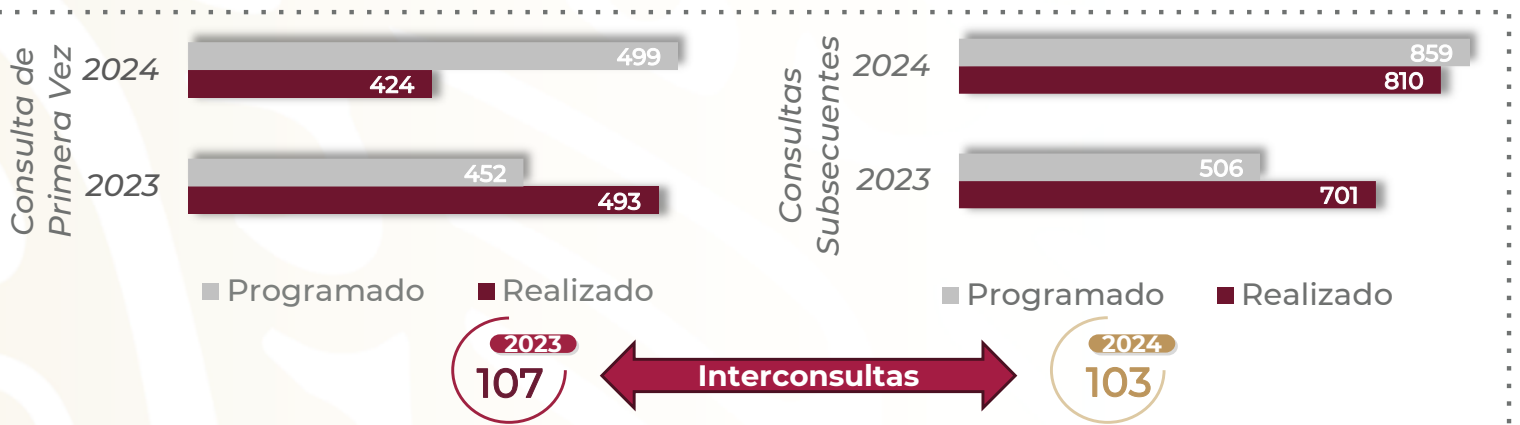 Consulta de
Primera Vez
2024
499
424
2023
452
493
Programado
Realizado
Consultas
Subsecuentes
2024
859
810
2023
506
701
Programado
Realizado
2023
107
Interconsultas
2024
103